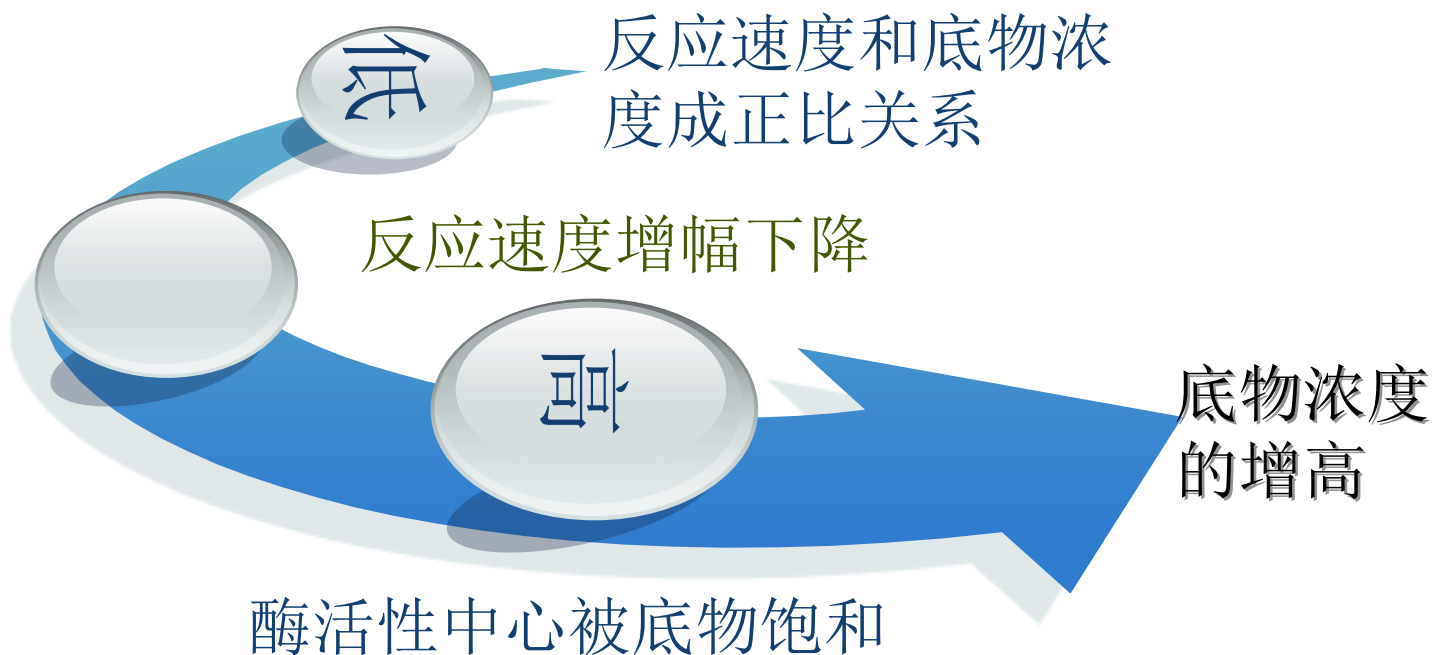 低
反应速度和底物浓
度成正比关系
反应速度增幅下降
高
底物浓度
的增高
酶活性中心被底物饱和